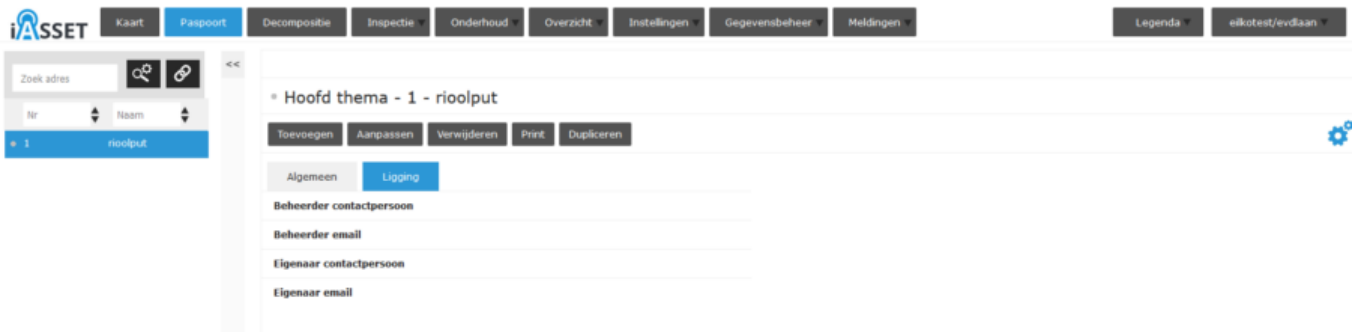 iASSET Kaart Paspoort Decompositie Inspectie Onderhoud Overzicht Instellingen Gegevensbeheer Meldingen Legenda eilkotest/evdlaan
Zoek adres <<
Nr Naam
1 rioolput
Hoofd thema - 1 - rioolput
Toevoegen Aanpassen Verwijderen Print Dupliceren
Algemeen Ligging
Beheerder contactpersoon
Beheerder email
Eigenaar contactpersoon
Eigenaar email